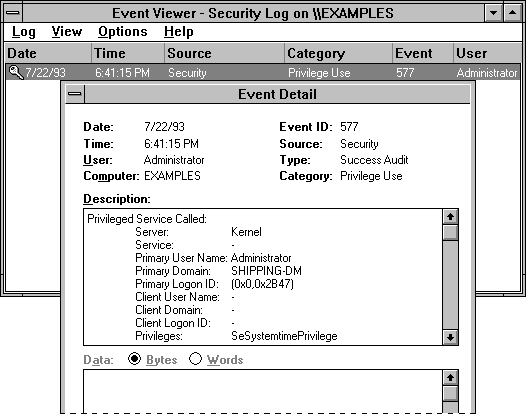 Event Viewer - Security Log on \\EXAMPLES
Log View Options Help
Date Time Source Category Event User
7/22/93 6:41:15 PM Security Privilege Use 577 Administrator
Event Detail
Date: 7/22/93 Event ID: 577
Time: 6:41:15 PM Source: Security
User: Administrator Type: Success Audit
Computer: EXAMPLES Category: Privilege Use
Description:
Privileged Service Called:
Server: Kernel
Service: -
Primary User Name: Administrator
Primary Domain: SHIPPING-DM
Primary Logon ID: (0x0,0x2B47)
Client User Name: -
Client Domain: -
Client Logon ID: -
Privileges: SeSystemtimePrivilege
Data: Bytes Words